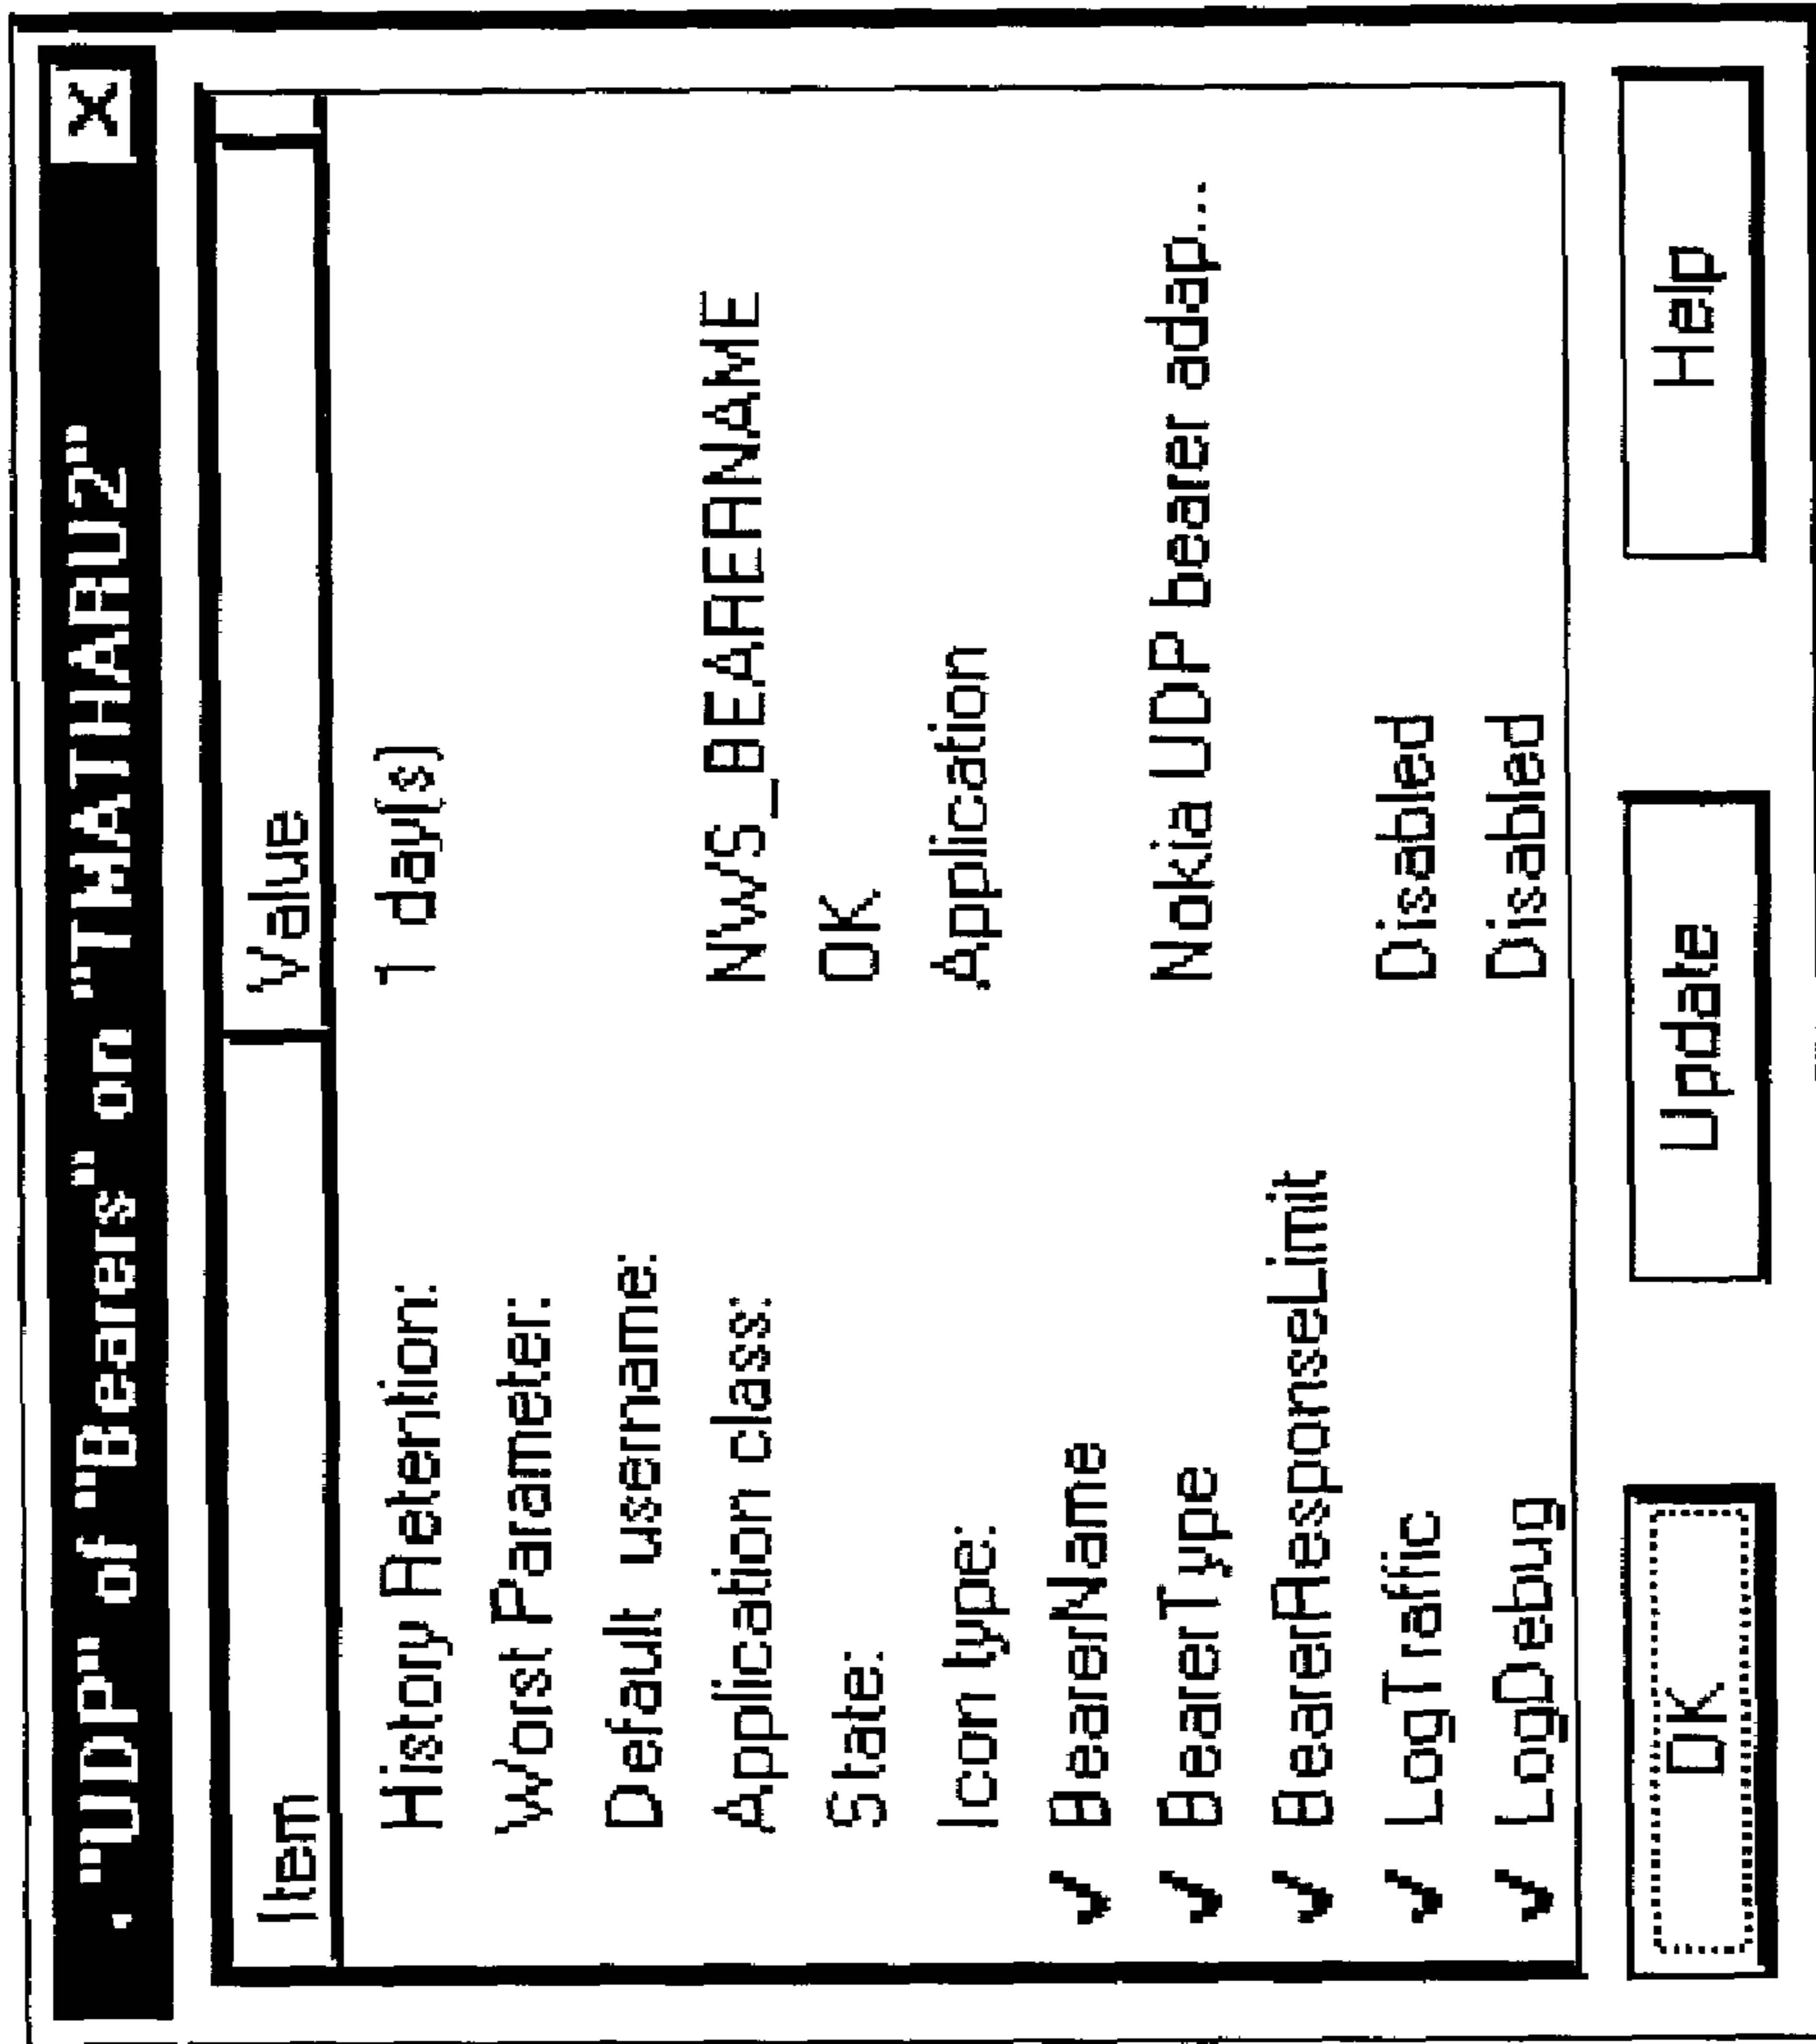 "UDP" of "Bearers" on "TMATHARU2" X
Item Value
History Retention: 1 day(s)
Worst Parameter:
Default username:
Application class: NWS_BEARERNAME
State: OK
Icon type: Application
✓ BearerName
✓ BearerType Nokia UDP bearer adap...
✓ BearerResponseLimit
✓ LogTraffic Disabled
✓ LogDebug Disabled
OK Update Help